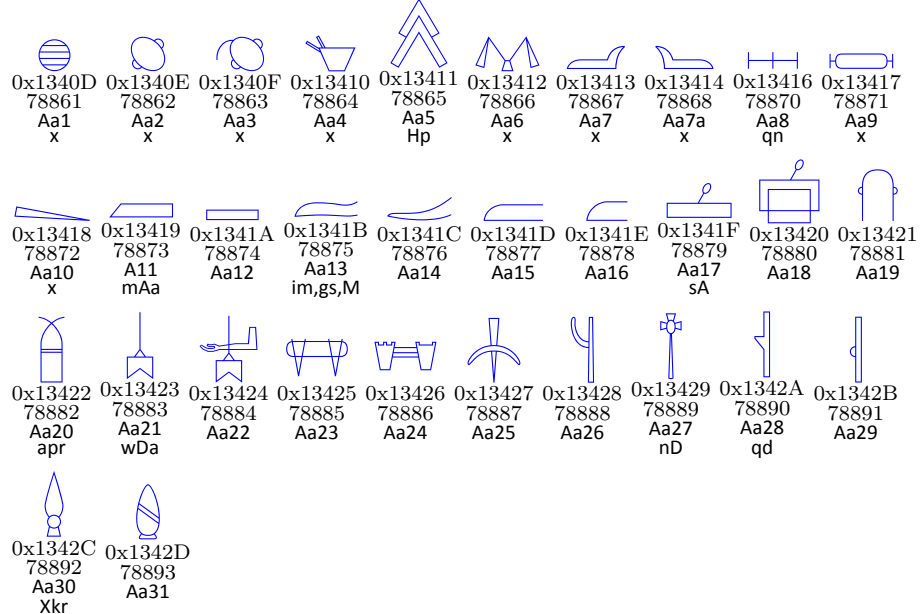 0x1340D 0x1340E 0x1340F 0x13410 0x13411 0x13412 0x13413 0x13414 0x13416 0x13417
78861 78862 78863 78864 78865 78866 78867 78868 78870 78871
Aa1 Aa2 Aa3 Aa4 Aa5 Aa6 Aa7 Aa7a Aa8 Aa9
x x x x Hp x x x qn x
0x13418 0x13419 0x1341A 0x1341B 0x1341C 0x1341D 0x1341E 0x1341F 0x13420 0x13421
78872 78873 78874 78875 78876 78877 78878 78879 78880 78881
Aa10 A11 Aa12 Aa13 Aa14 Aa15 Aa16 Aa17 Aa18 Aa19
x mAa im,gs,M sA
0x13422 0x13423 0x13424 0x13425 0x13426 0x13427 0x13428 0x13429 0x1342A 0x1342B
78882 78883 78884 78885 78886 78887 78888 78889 78890 78891
Aa20 Aa21 Aa22 Aa23 Aa24 Aa25 Aa26 Aa27 Aa28 Aa29
apr wDa nD qd
0x1342C 0x1342D
78892 78893
Aa30 Aa31
Xkr